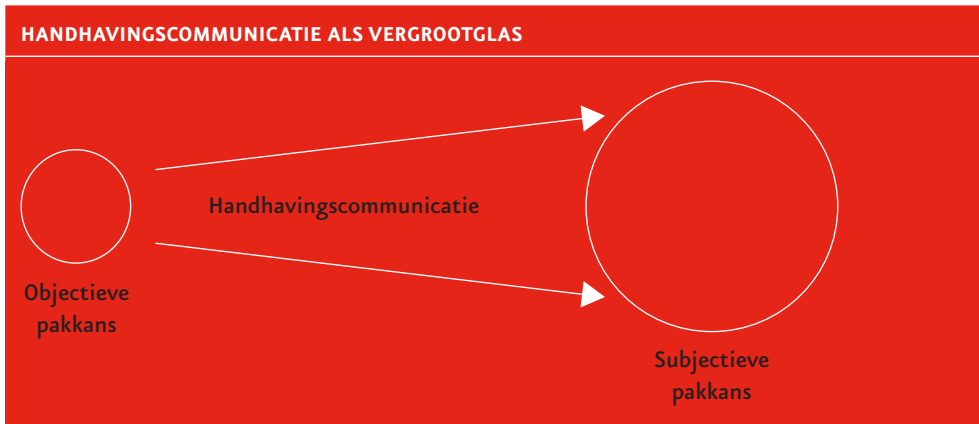 HANDHAVINGSCOMMUNICATIE ALS VERGROOTGLAS
Handhavingscommunicatie
Objectieve
pakkans
Subjectieve
pakkans